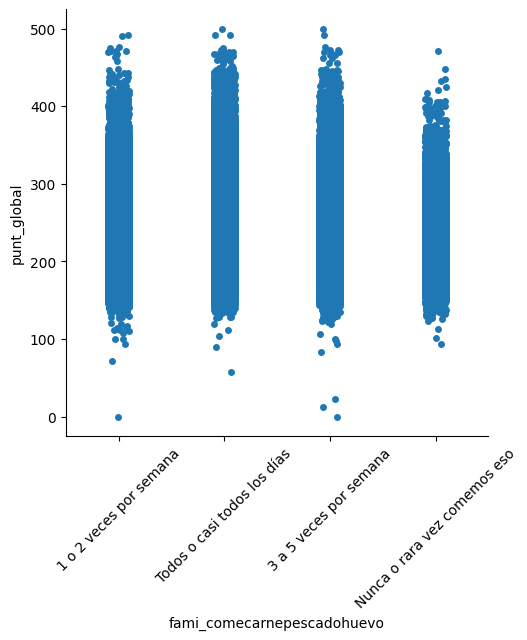 500
400
300
200
100
0
punt_global
1 o 2 veces por semana
Todos o casi todos los días
3 a 5 veces por semana
Nunca o rara vez comemos eso
fami_comecarnepescadohuevo